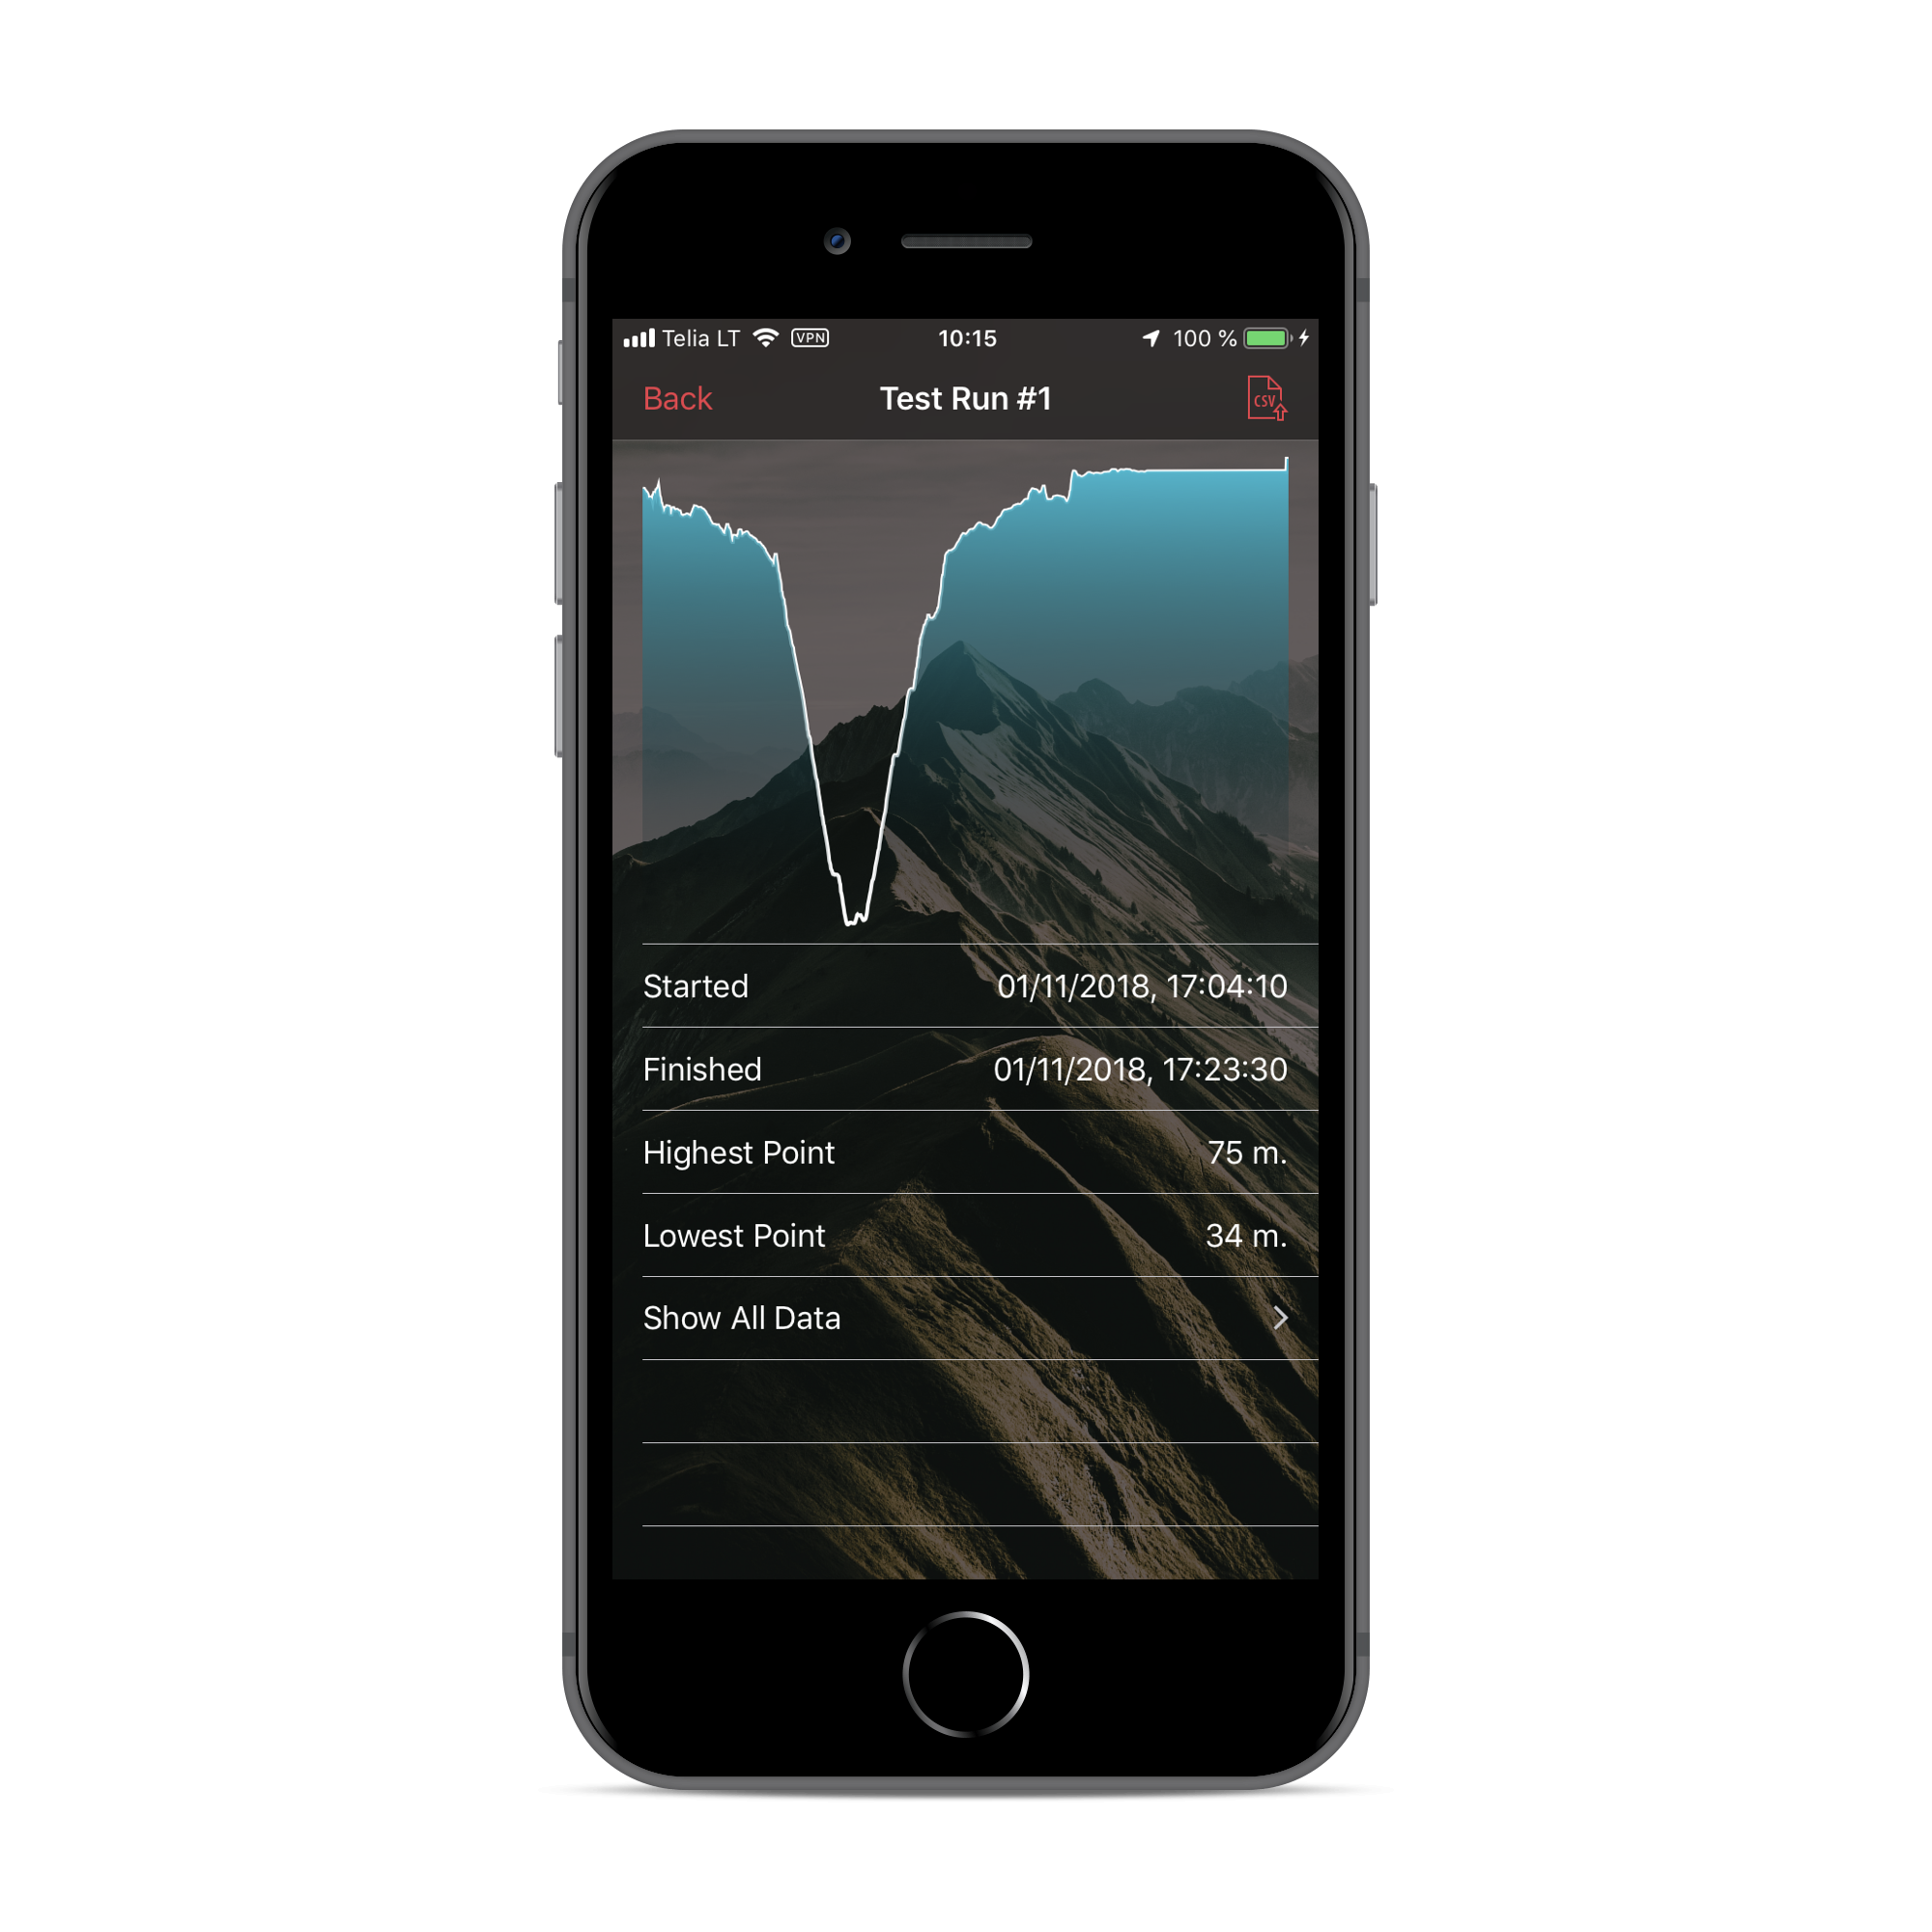 Telia LT VPN 10:15 100 %
Back Test Run #1 CSV
Started 01/11/2018, 17:04:10
Finished 01/11/2018, 17:23:30
Highest Point 75 m.
Lowest Point 34 m.
Show All Data